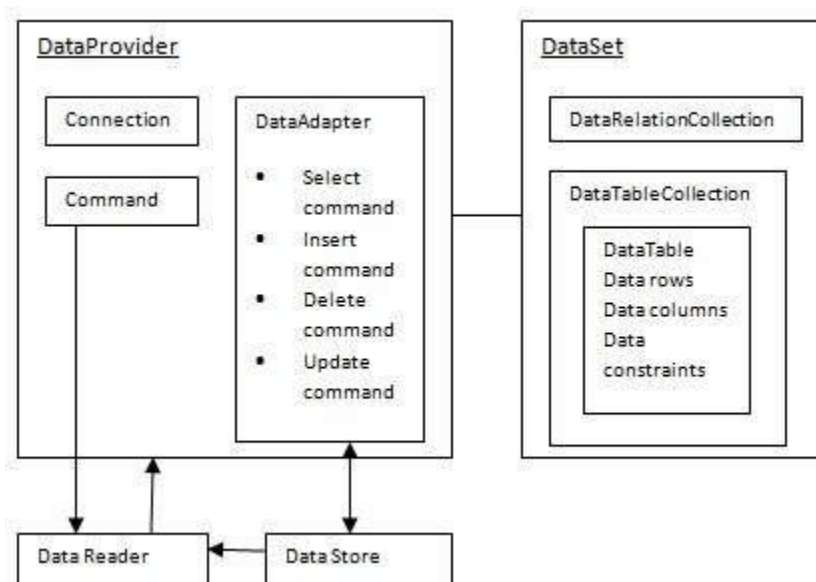 DataProvider
Connection
Command
DataAdapter
• Select
command
• Insert
command
• Delete
command
• Update
command
DataSet
DataRelationCollection
DataTableCollection
DataTable
Data rows
Data columns
Data
constraints
Data Reader
Data Store